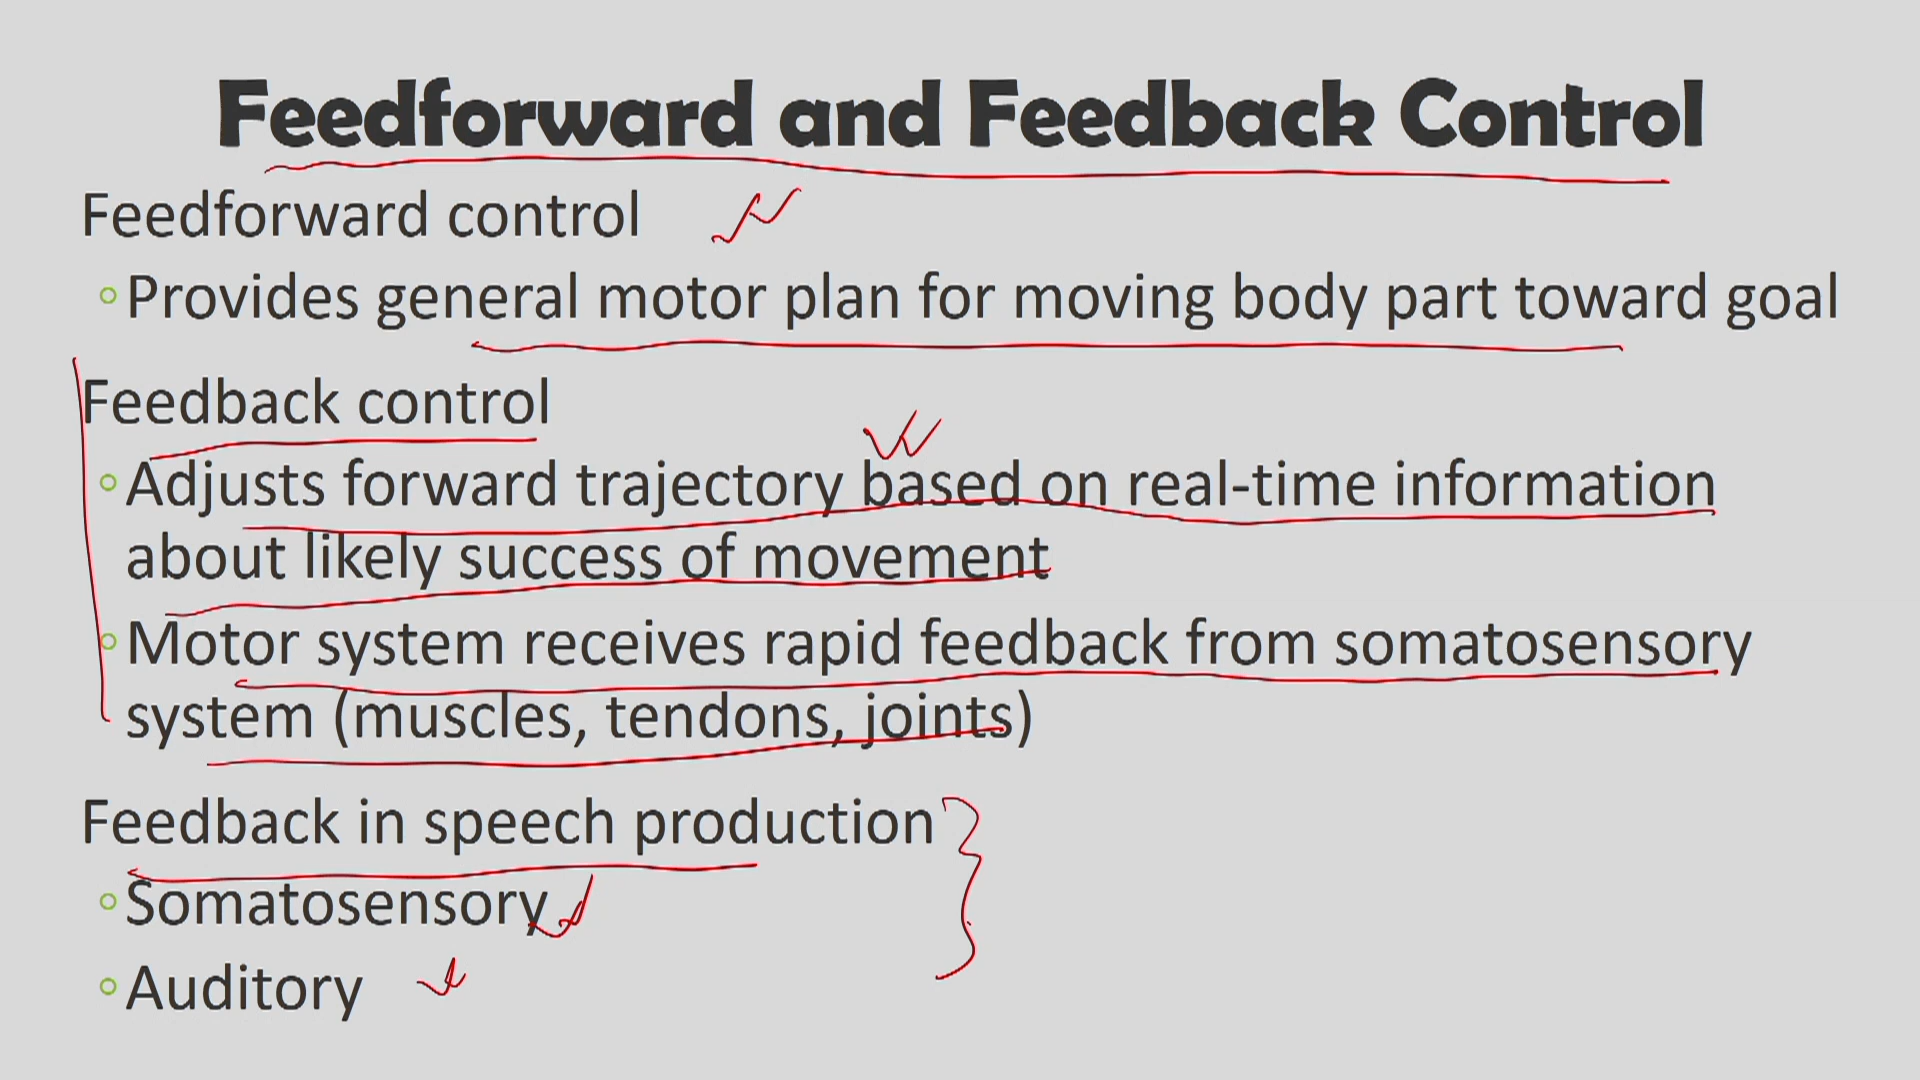 Feedforward and Feedback Control
Feedforward control
◦Provides general motor plan for moving body part toward goal
Feedback control
◦Adjusts forward trajectory based on real-time information
about likely success of movement
◦Motor system receives rapid feedback from somatosensory
system (muscles, tendons, joints)
Feedback in speech production
◦Somatosensory
◦Auditory